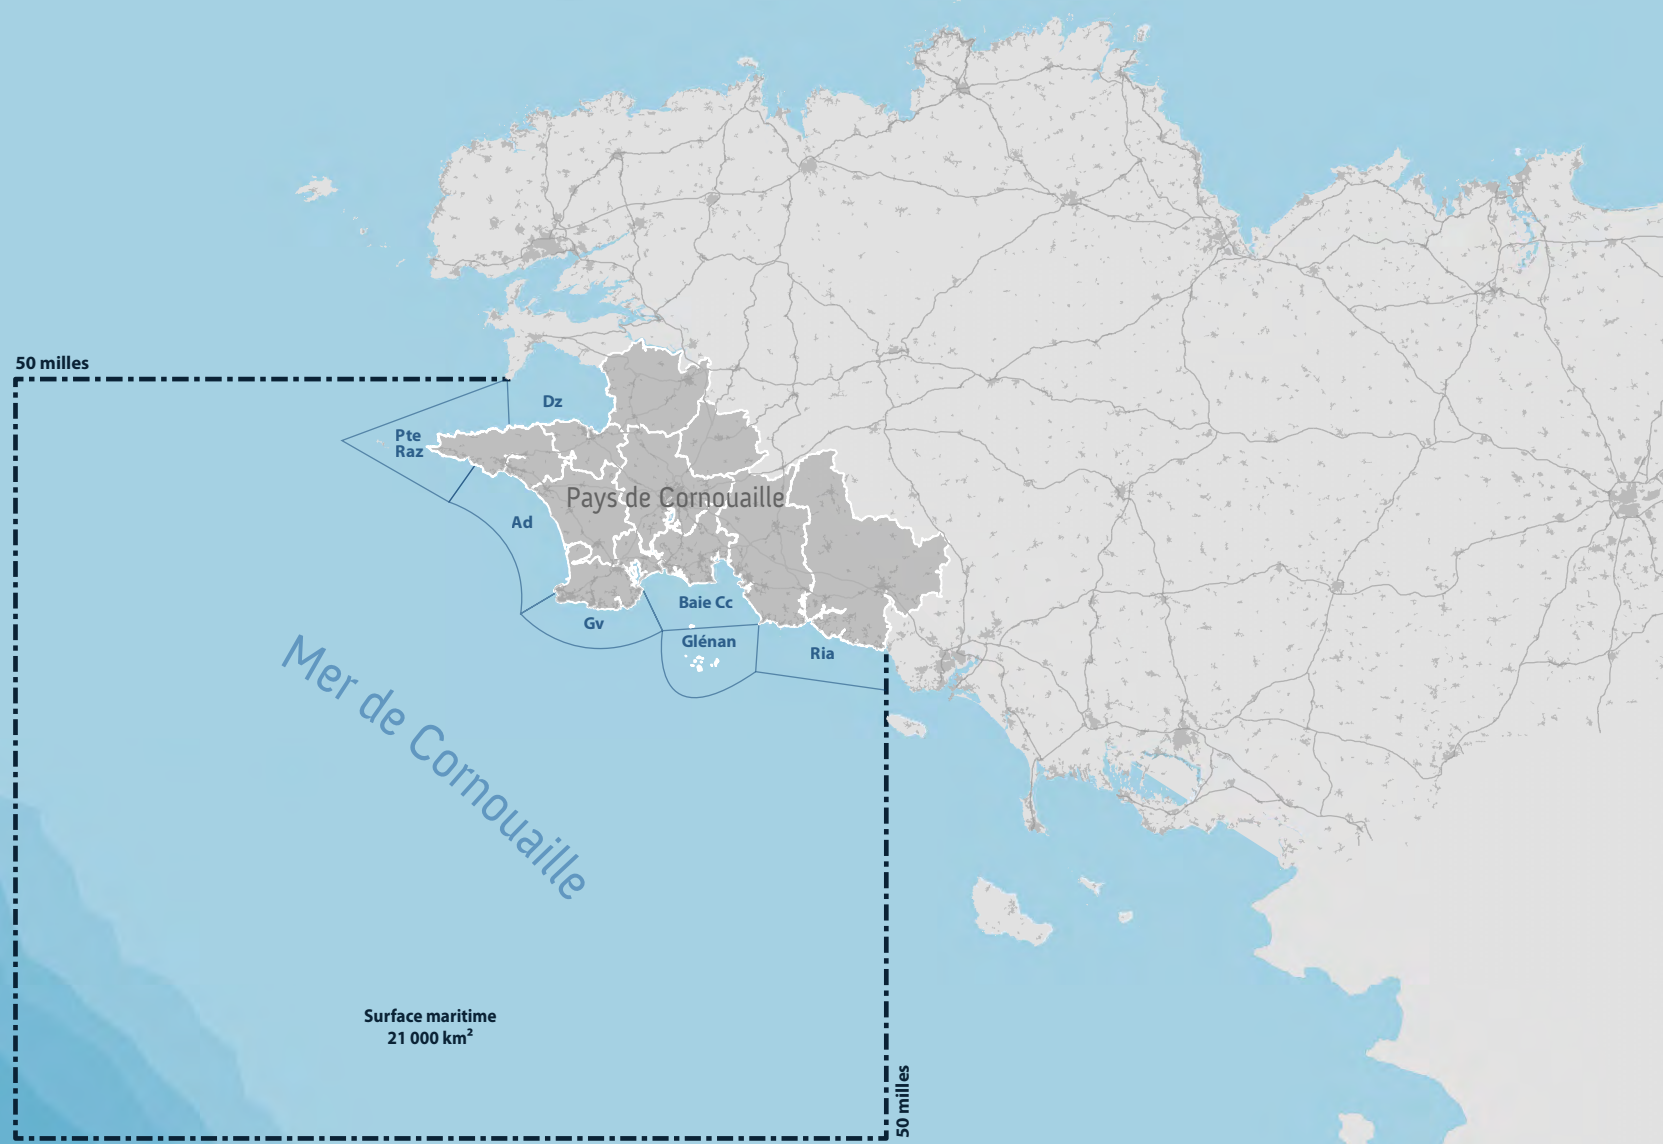 50 milles
Dz
Pte
Raz
Pays de Cornouaille
Ad
Baie Cc
Gv
Glénan
Ria
Mer de Cornouaille
Surface maritime
21 000 km²
50 milles